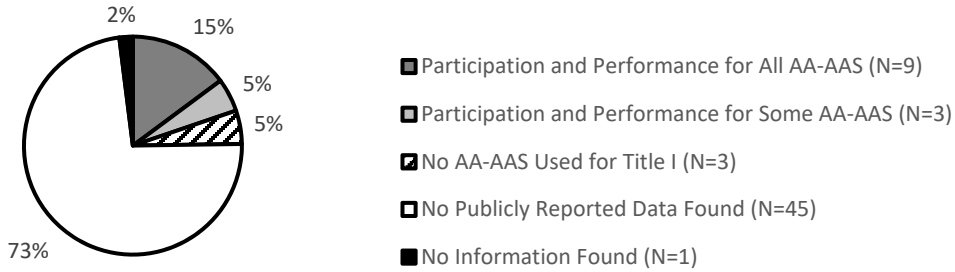 2%
15%
5%
5%
73%
Participation and Performance for All AA-AAS (N=9)
Participation and Performance for Some AA-AAS (N=3)
No AA-AAS Used for Title I (N=3)
No Publicly Reported Data Found (N=45)
No Information Found (N=1)